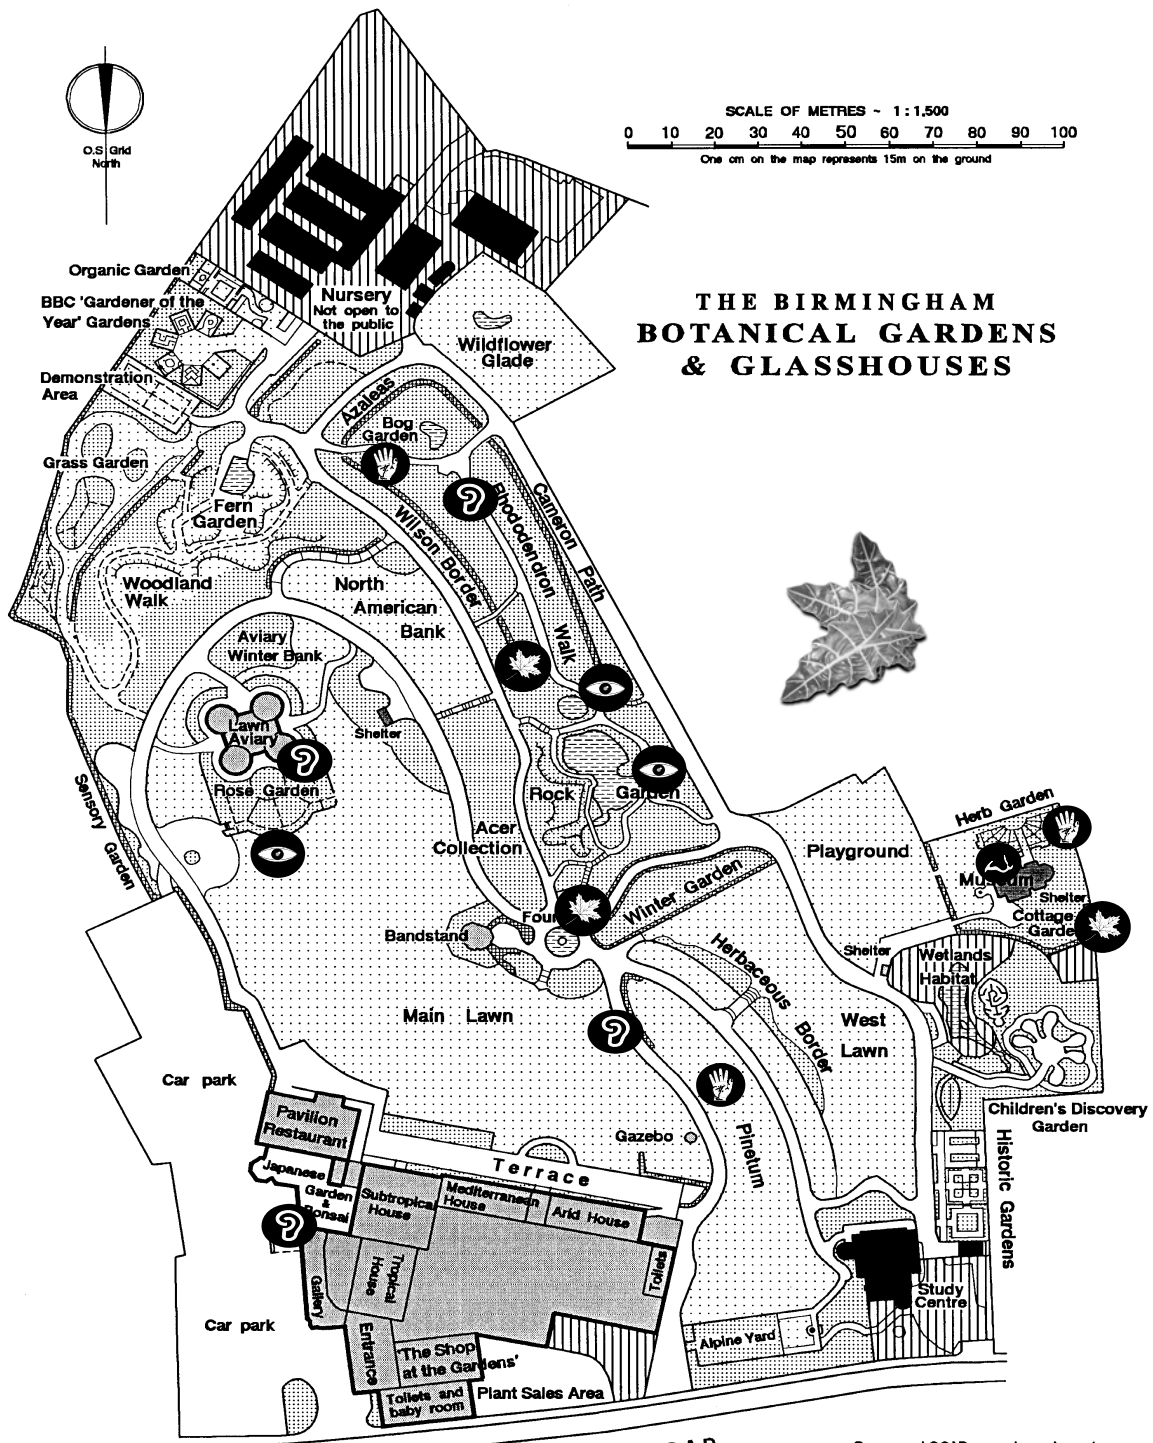 SCALE OF METRES ~ 1:1,500
0 10 20 30 40 50 60 70 80 90 100
One cm on the map represents 15m on the ground
O.S. Grid
North
THE BIRMINGHAM
BOTANICAL GARDENS
& GLASSHOUSES
Organic Garden
BBC 'Gardener of the
Year' Gardens
Nursery
Not open to
the public
Wildflower
Glade
Demonstration
Area
Azaleas
Bog
Garden
Grass Garden
Fern
Garden
Wilson Border
Rhododendron
Walk
Cameron Path
Woodland
Walk
North
American
Bank
Aviary
Winter Bank
Lawn
Aviary
Shelter
Rose Garden
Sensory Garden
Rock Garden
Acer
Collection
Playground
Herb Garden
Museum
Shelter
Cottage
Garde
Winter Garden
Four
Bandstand
Herbaceous Border
Shelter
Wetlands
Habitat
Main Lawn
West
Lawn
Car park
Children's Discovery
Garden
Pavilion
Restaurant
Gazebo
Pinetum
Historic Gardens
Terrace
Japanese
Garden
&
Bonsai
Subtropical
House
Mediterranean
House
Arid House
Toilets
Tropical
House
Gallery
Study
Centre
Car park
Entrance
'The Shop
at the Gardens'
Alpine Yard
Toilets and
baby room
Plant Sales Area